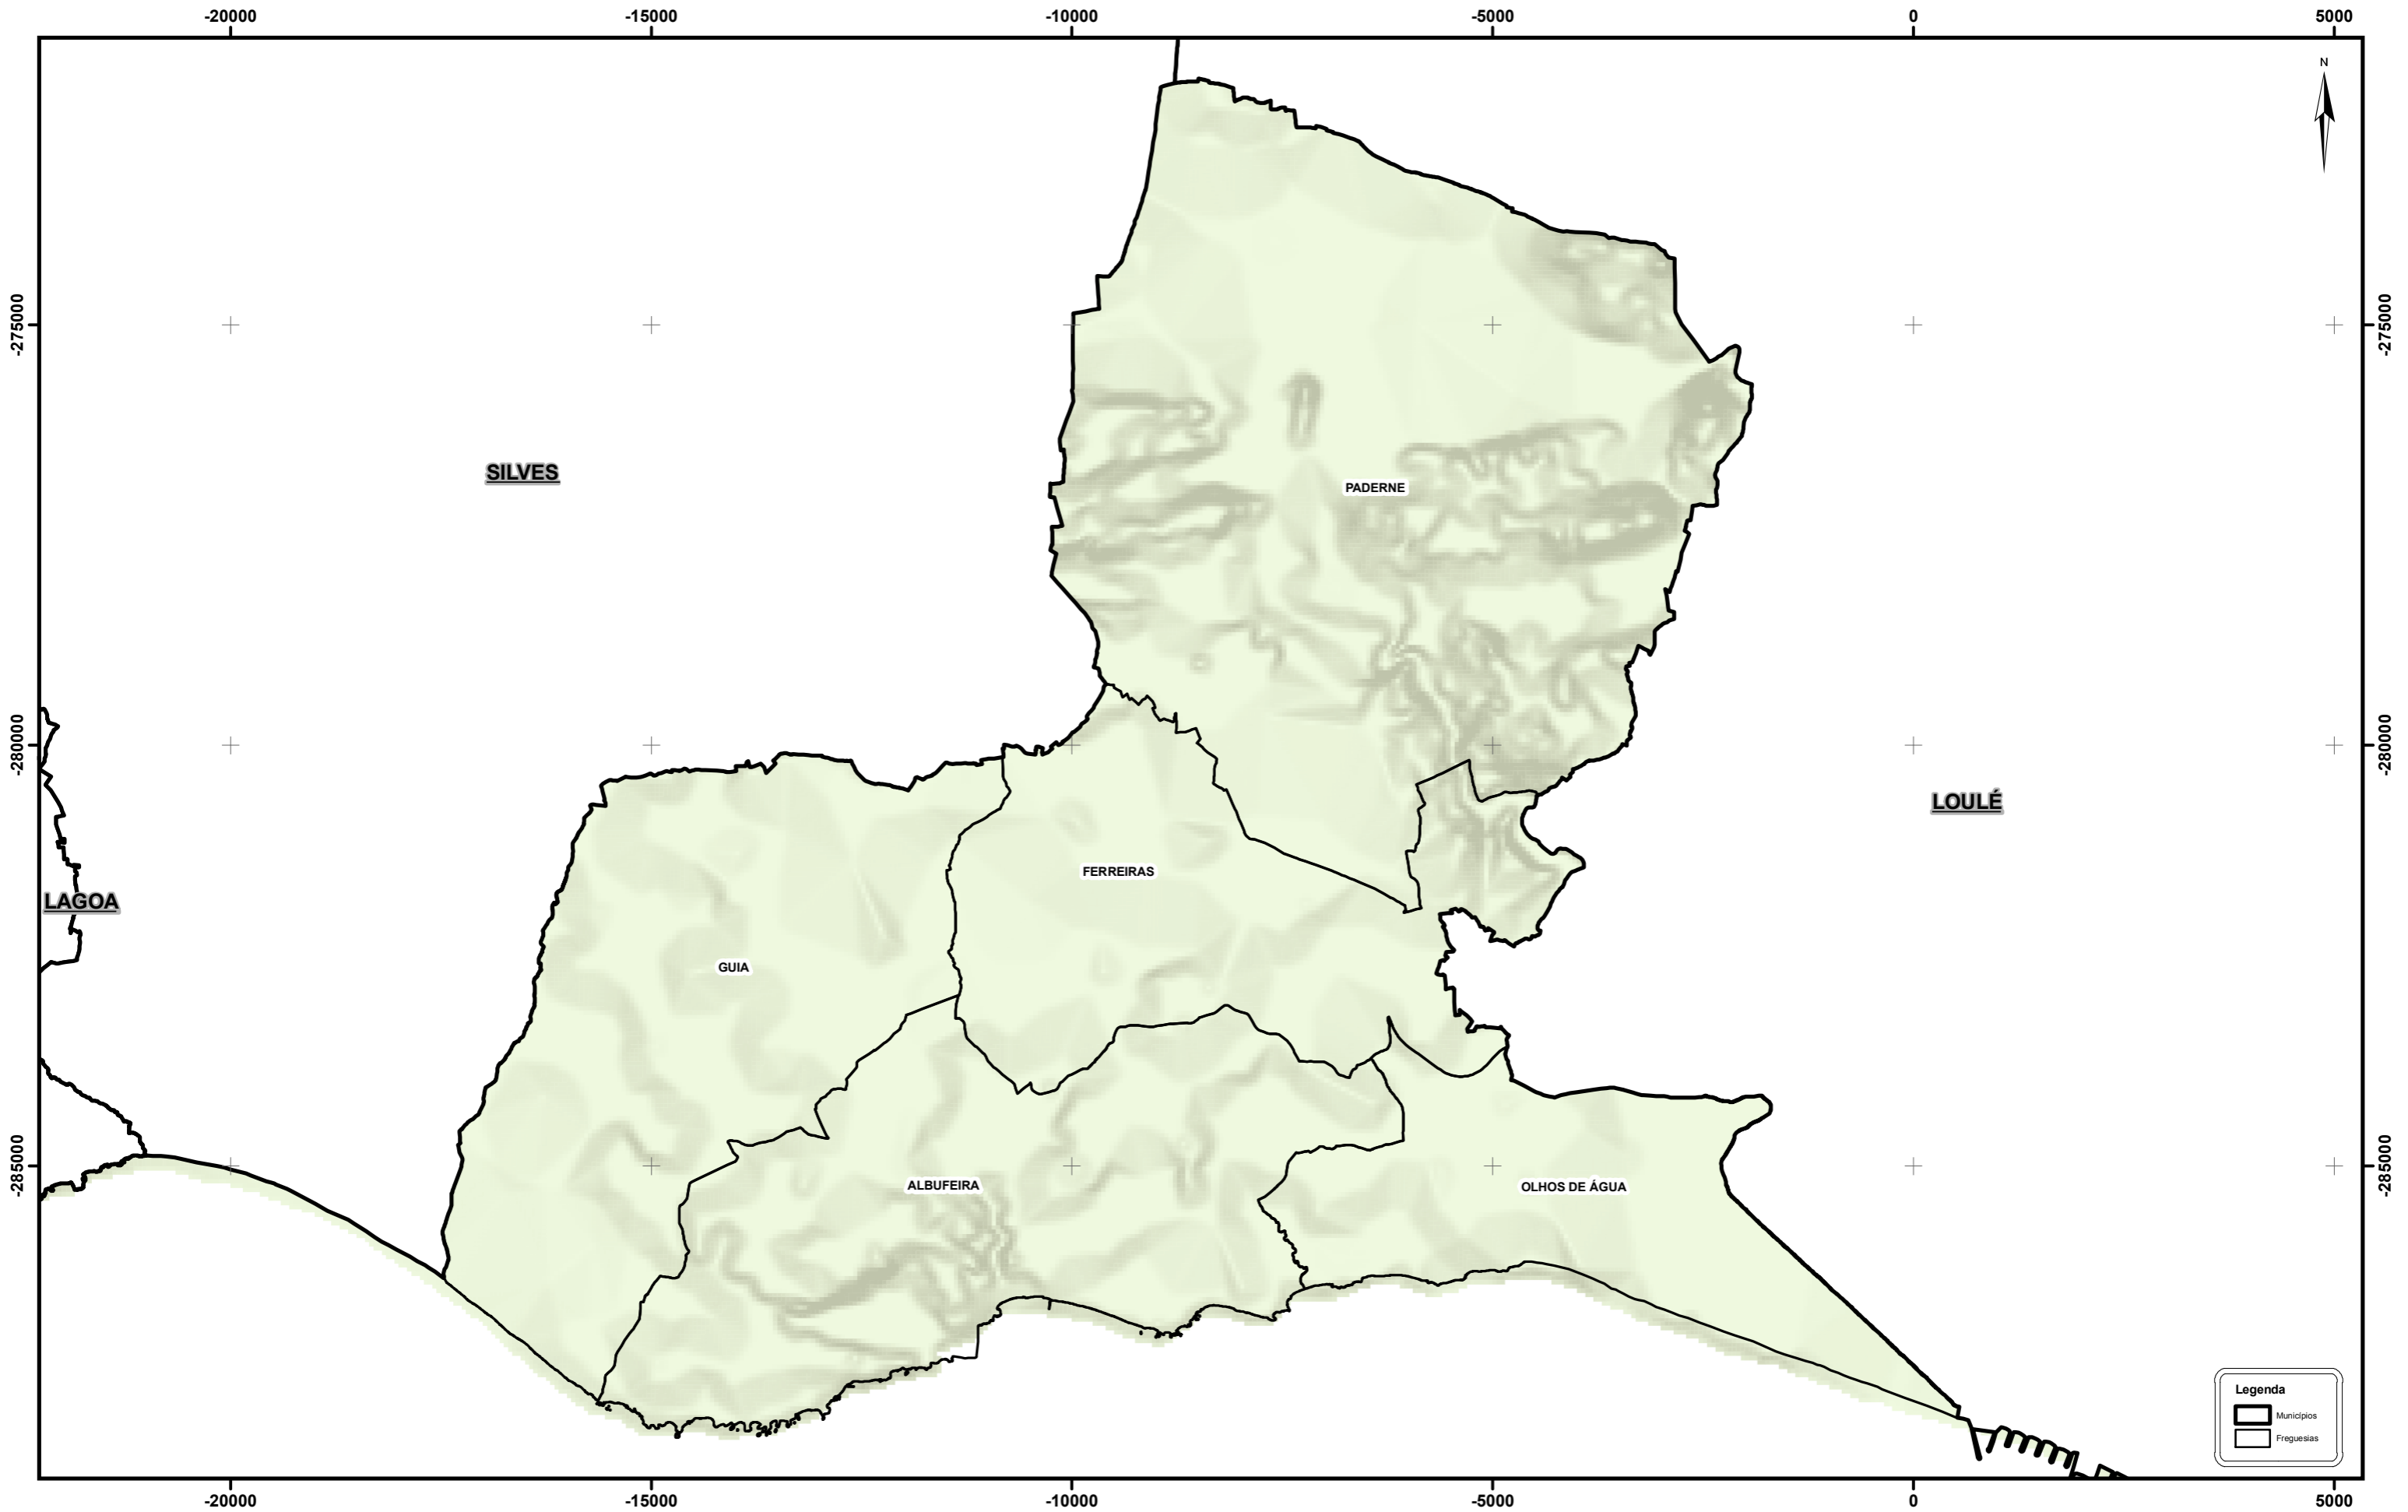 -20000 -15000 -10000 -5000 0 5000
N
-275000 -275000
SILVES
PADERNE
-280000 -280000
LOULÉ
FERREIRAS
LAGOA
GUIA
-285000 -285000
ALBUFEIRA
OLHOS DE ÁGUA
Legenda
Municípios
Freguesias
-20000 -15000 -10000 -5000 0 5000